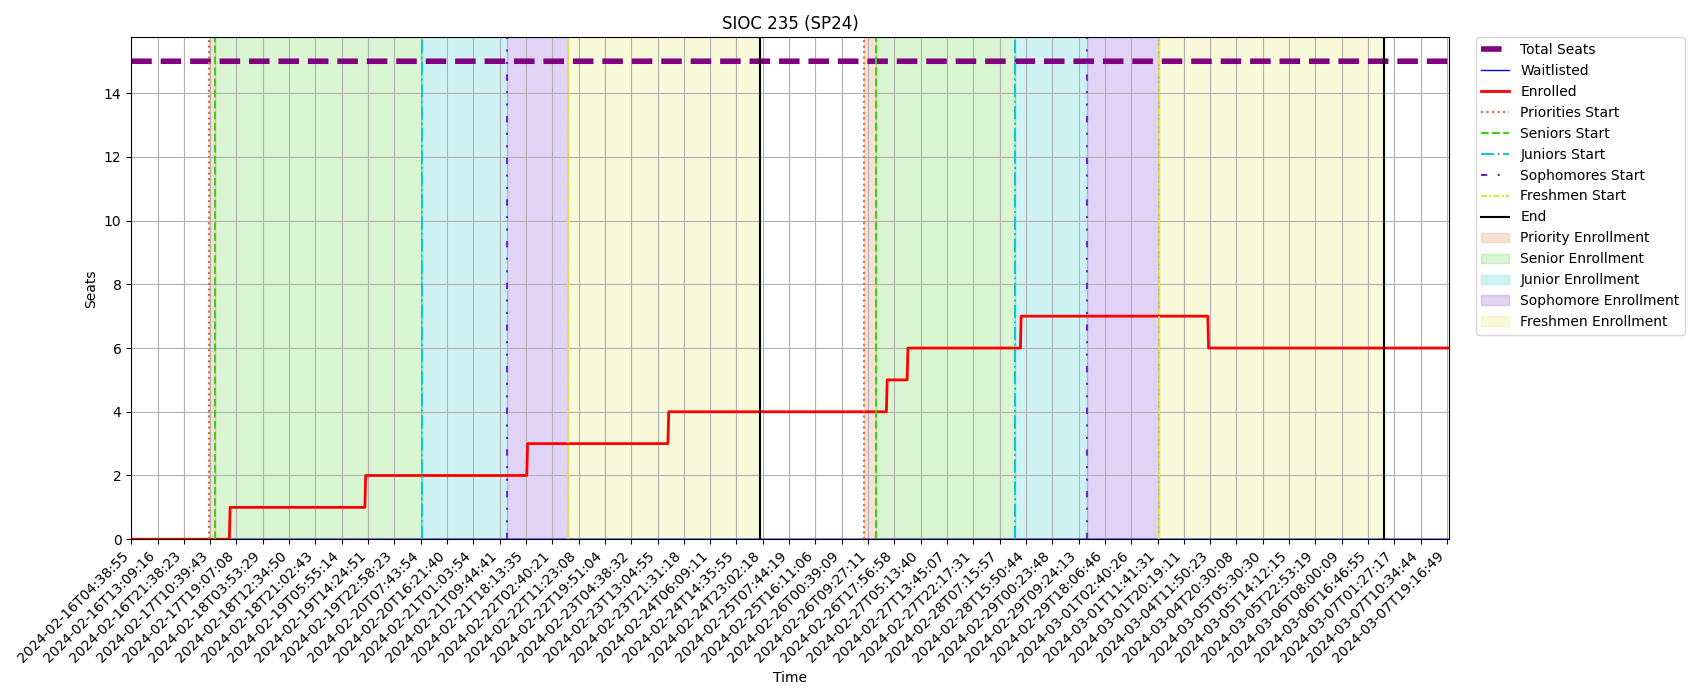 SIOC 235 (SP24)
Total Seats
Waitlisted
Enrolled
Priorities Start
Seniors Start
Juniors Start
Sophomores Start
Freshmen Start
End
Priority Enrollment
Senior Enrollment
Junior Enrollment
Sophomore Enrollment
Freshmen Enrollment
Seats
14
12
10
8
6
4
2
0
2024-02-16T04:38:55
2024-02-16T13:09:16
2024-02-16T21:38:23
2024-02-17T10:39:43
2024-02-17T19:07:08
2024-02-18T03:53:29
2024-02-18T12:34:50
2024-02-18T21:02:43
2024-02-19T05:55:14
2024-02-19T14:24:51
2024-02-19T22:58:23
2024-02-20T07:43:54
2024-02-20T16:21:40
2024-02-21T01:03:54
2024-02-21T09:44:41
2024-02-21T18:13:35
2024-02-22T02:40:21
2024-02-22T11:23:08
2024-02-22T19:51:04
2024-02-23T04:38:32
2024-02-23T13:04:55
2024-02-23T21:31:18
2024-02-24T06:09:11
2024-02-24T14:35:55
2024-02-24T23:02:18
2024-02-25T07:44:19
2024-02-25T16:11:06
2024-02-26T00:39:09
2024-02-26T09:27:11
2024-02-26T17:56:58
2024-02-27T05:13:40
2024-02-27T13:45:07
2024-02-27T22:17:31
2024-02-28T07:15:57
2024-02-28T15:50:44
2024-02-29T00:23:48
2024-02-29T09:24:13
2024-02-29T18:06:46
2024-03-01T02:40:26
2024-03-01T11:41:31
2024-03-01T20:19:11
2024-03-04T11:50:23
2024-03-04T20:30:08
2024-03-05T05:30:30
2024-03-05T14:12:15
2024-03-05T22:53:19
2024-03-06T08:00:09
2024-03-06T16:46:55
2024-03-07T01:27:17
2024-03-07T10:34:44
2024-03-07T19:16:49
Time